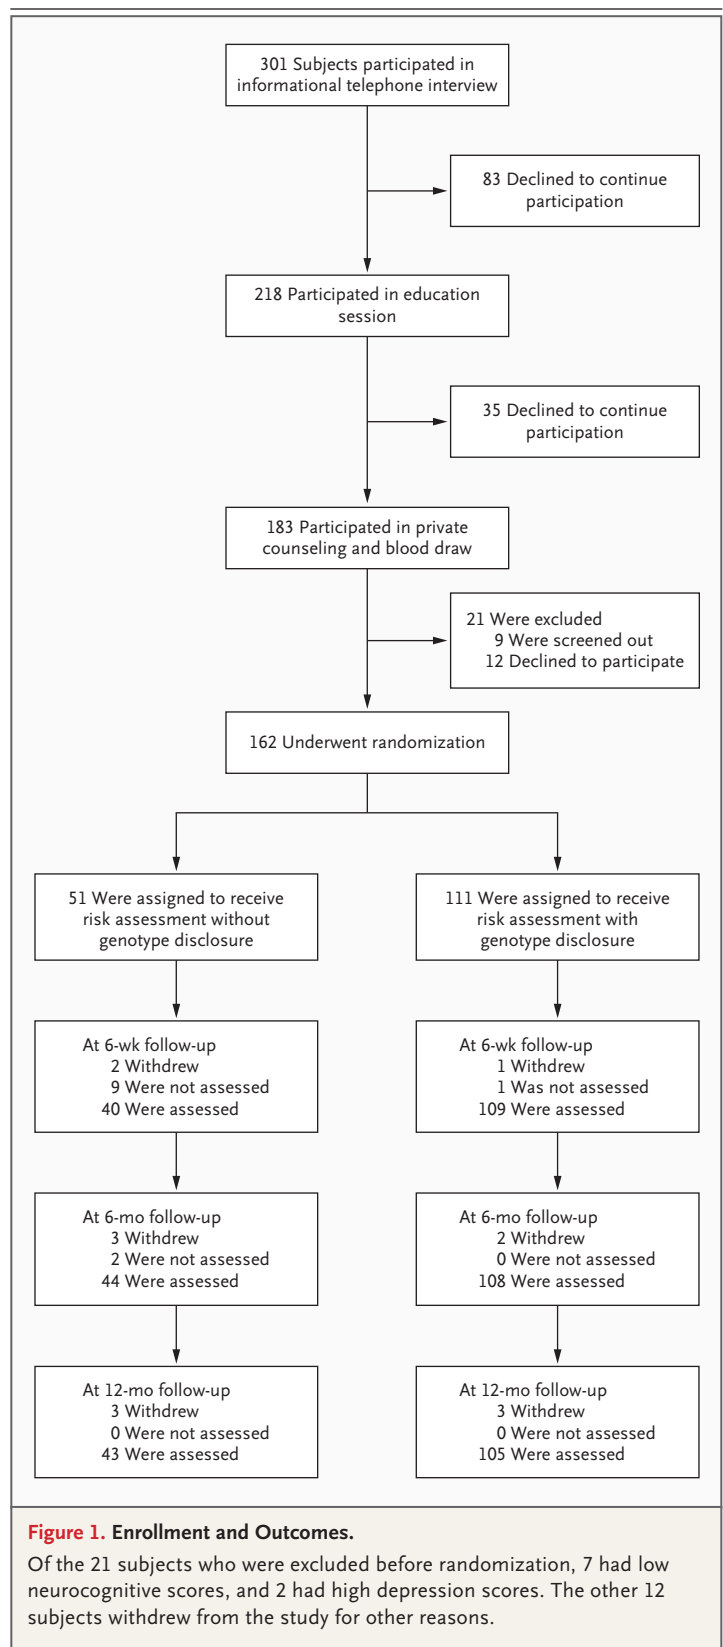 301 Subjects participated in
informational telephone interview
83 Declined to continue
participation
218 Participated in education
session
35 Declined to continue
participation
183 Participated in private
counseling and blood draw
21 Were excluded
9 Were screened out
12 Declined to participate
162 Underwent randomization
51 Were assigned to receive
risk assessment without
genotype disclosure
111 Were assigned to receive
risk assessment with
genotype disclosure
At 6-wk follow-up
2 Withdrew
9 Were not assessed
40 Were assessed
At 6-wk follow-up
1 Withdrew
1 Was not assessed
109 Were assessed
At 6-mo follow-up
3 Withdrew
2 Were not assessed
44 Were assessed
At 6-mo follow-up
2 Withdrew
0 Were not assessed
108 Were assessed
At 12-mo follow-up
3 Withdrew
0 Were not assessed
43 Were assessed
At 12-mo follow-up
3 Withdrew
0 Were not assessed
105 Were assessed
Figure 1. Enrollment and Outcomes.
Of the 21 subjects who were excluded before randomization, 7 had low
neurocognitive scores, and 2 had high depression scores. The other 12
subjects withdrew from the study for other reasons.